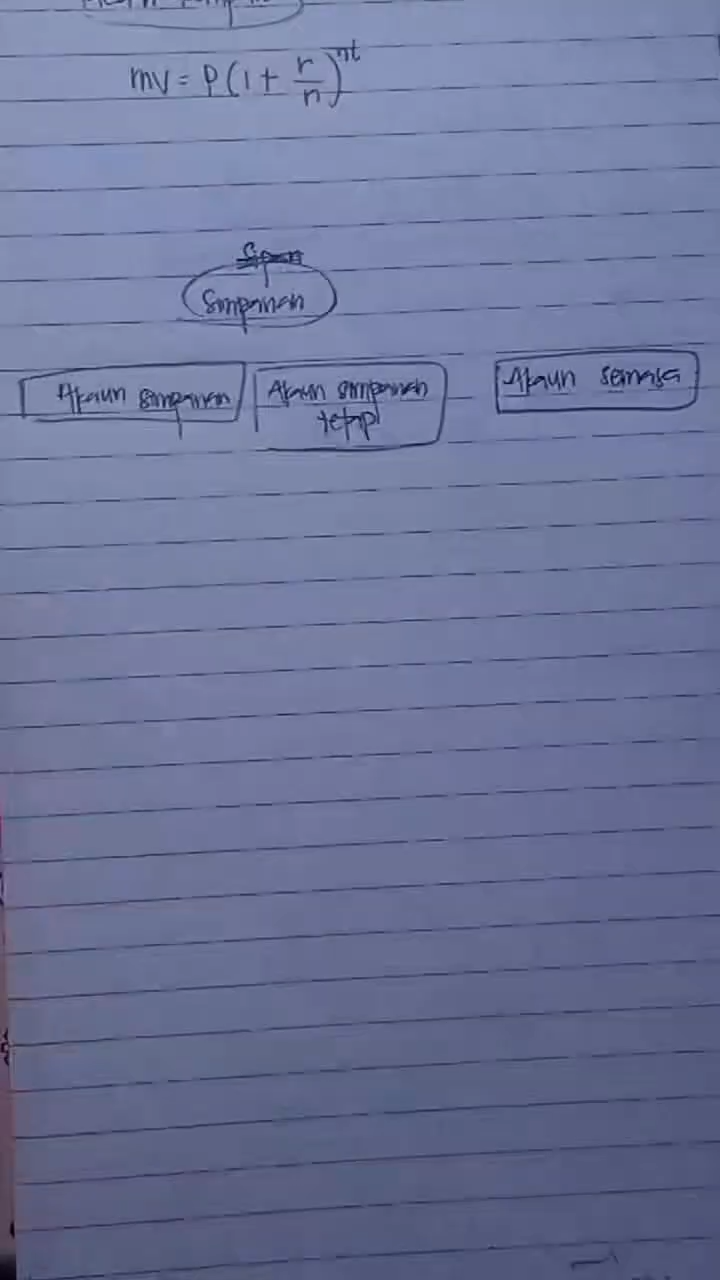 MV = P(1 + r/n)^nt
Simpanan
Akaun simpanan
Akaun simpanan
tetap
Akaun semasa